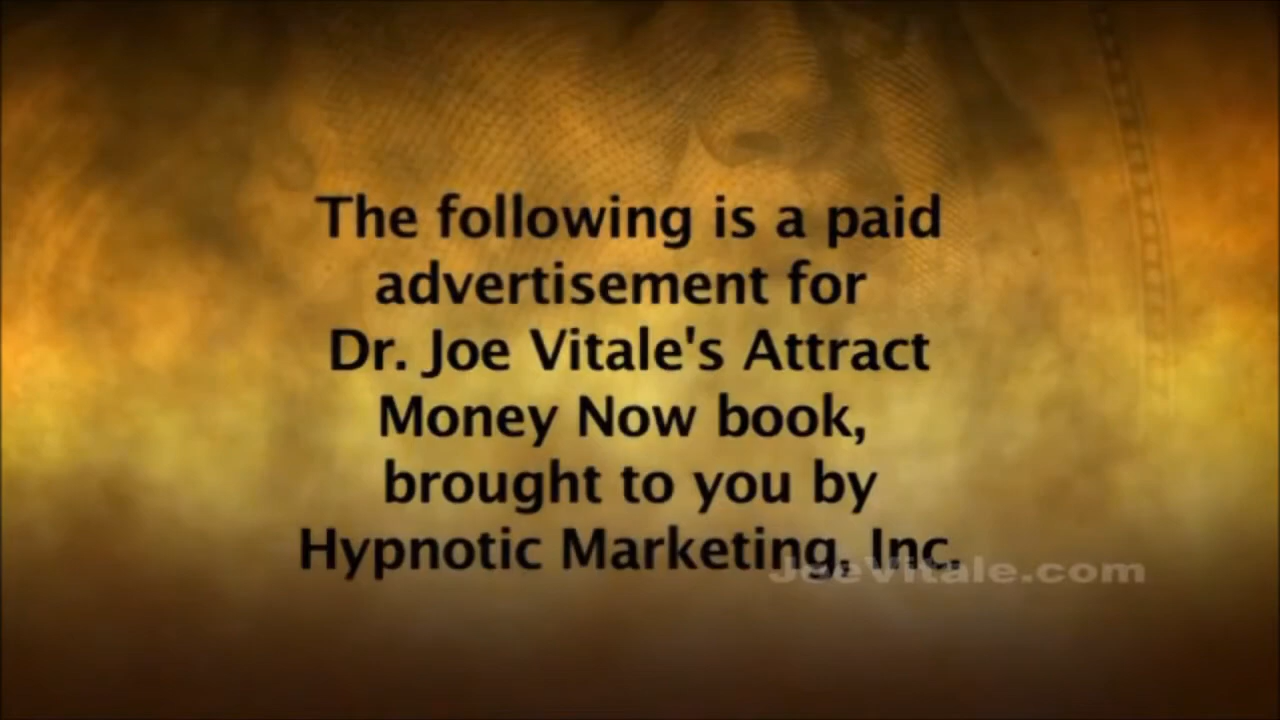 The following is a paid
advertisement for
Dr. Joe Vitale's Attract
Money Now book,
brought to you by
Hypnotic Marketing, Inc.
JoeVitale.com